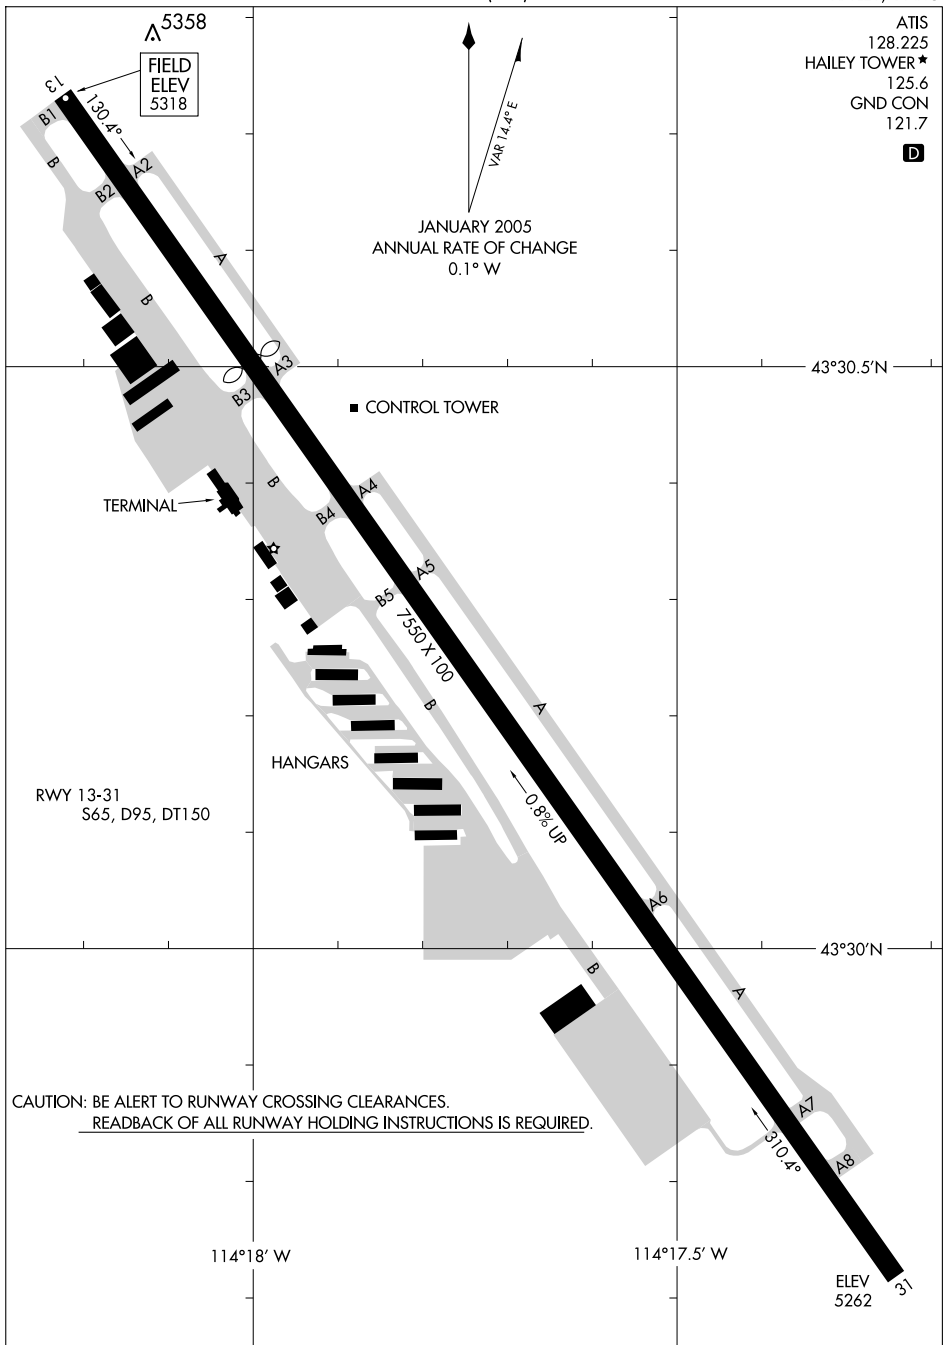 5358
ATIS
128.225
HAILEY TOWER★
125.6
GND CON
121.7
D
FIELD
ELEV
5318
13
130.4°
B1
B
A2
B2
VAR 14.4° E
JANUARY 2005
ANNUAL RATE OF CHANGE
0.1° W
A
B
43°30.5'N
A3
B3
CONTROL TOWER
B
A4
TERMINAL
B4
A5
B5
7550 X 100
B
A
HANGARS
RWY 13-31
S65, D95, DT150
0.8% UP
A6
43°30'N
B
A
CAUTION: BE ALERT TO RUNWAY CROSSING CLEARANCES.
READBACK OF ALL RUNWAY HOLDING INSTRUCTIONS IS REQUIRED.
A7
310.4°
A8
114°18' W
114°17.5' W
ELEV
5262
31